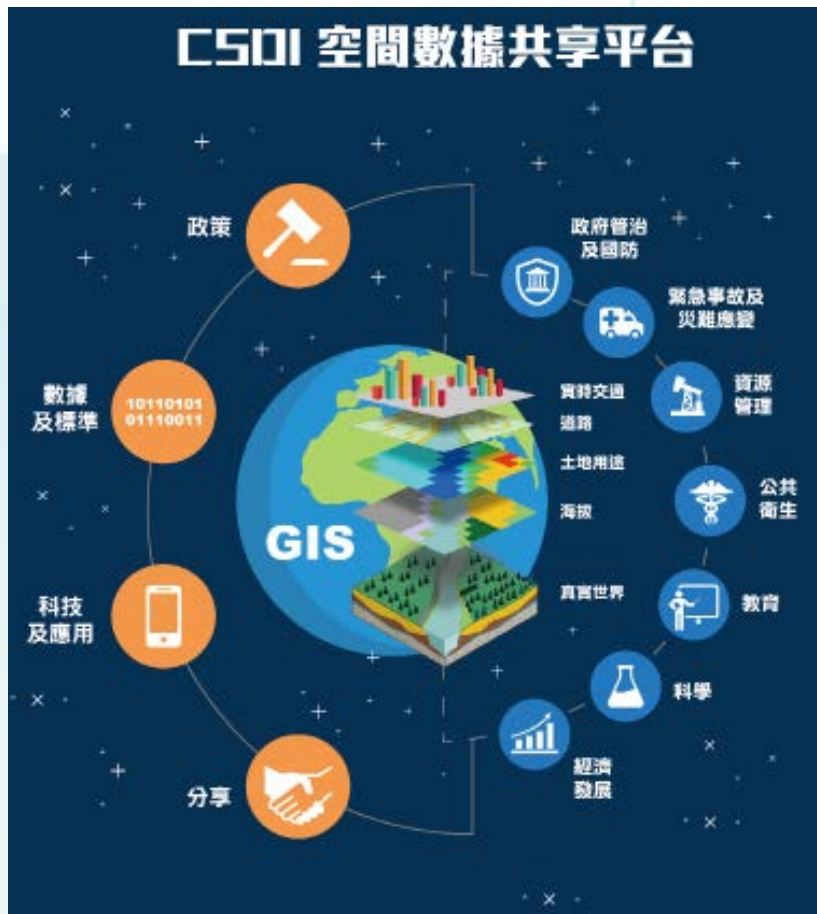 CSDI 空間數據共享平台
政策
數據
及標準
10110101
01110011
科技
及應用
分享
GIS
實時交通
道路
土地用途
海拔
真實世界
政府管治
及國防
緊急事故及
災難應變
資源
管理
公共
衞生
教育
科學
經濟
發展